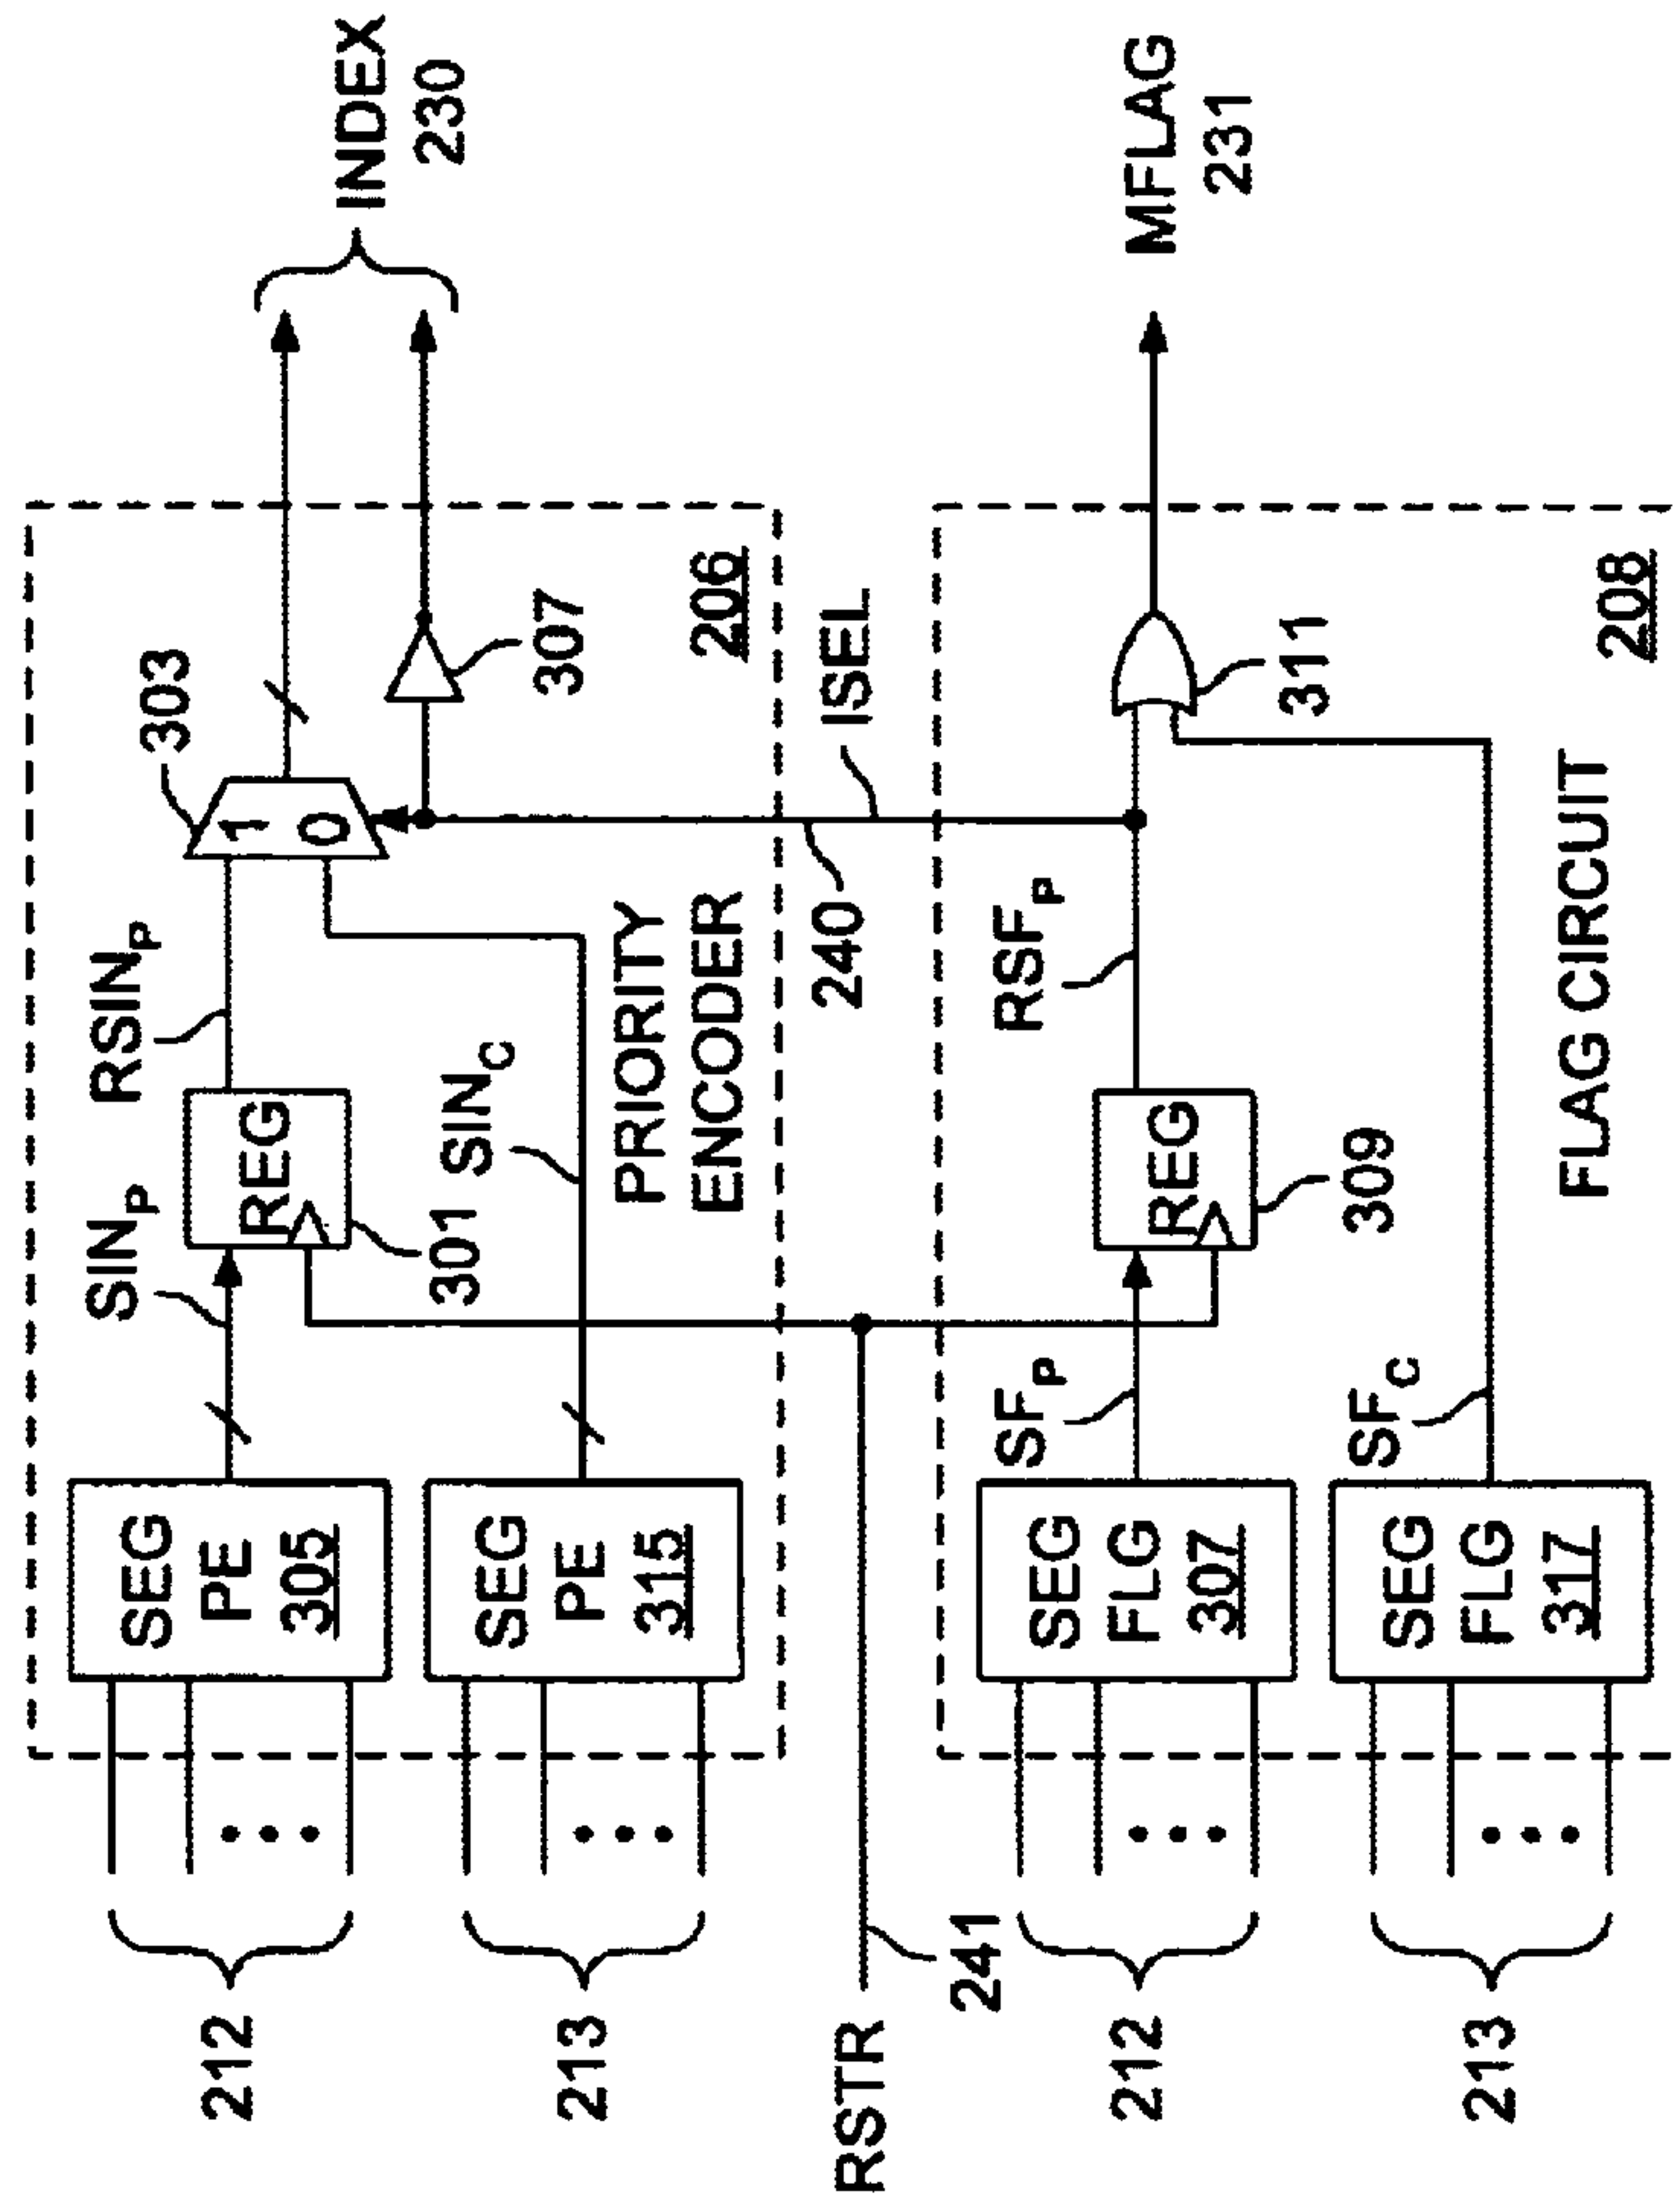 212
213
RSTR
241
212
213
SEG
PE
305
SEG
PE
315
SEG
FLG
307
SEG
FLG
317
SINP
REG
301
RSINP
SINC
PRIORITY
ENCODER
206
303
1
0
307
ISEL
240
SFP
REG
309
RSFP
SFC
FLAG CIRCUIT
208
311
INDEX
230
MFLAG
231